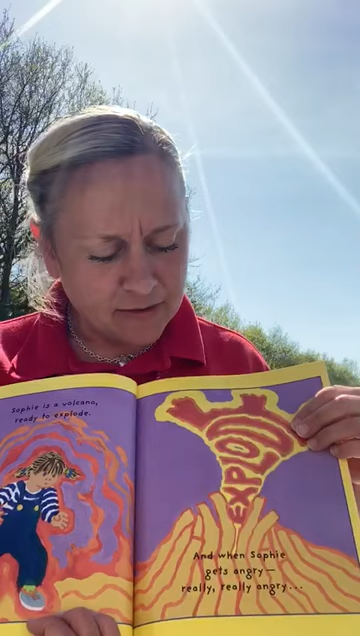 Sophie is a volcano,
ready to explode.
EXPLODE
And when Sophie
gets angry—
really, really angry...